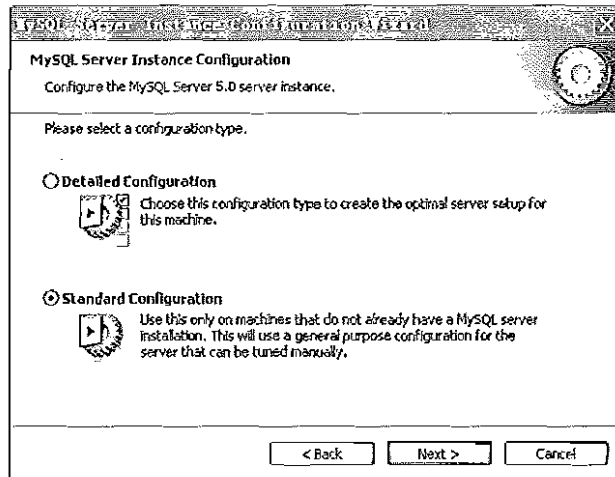 MySQL Server Instance Configuration Wizard
MySQL Server Instance Configuration
Configure the MySQL Server 5.0 server instance.
Please select a configuration type.
Detailed Configuration
Choose this configuration type to create the optimal server setup for
this machine.
Standard Configuration
Use this only on machines that do not already have a MySQL server
installation. This will use a general purpose configuration for the
server that can be tuned manually.
< Back
Next >
Cancel